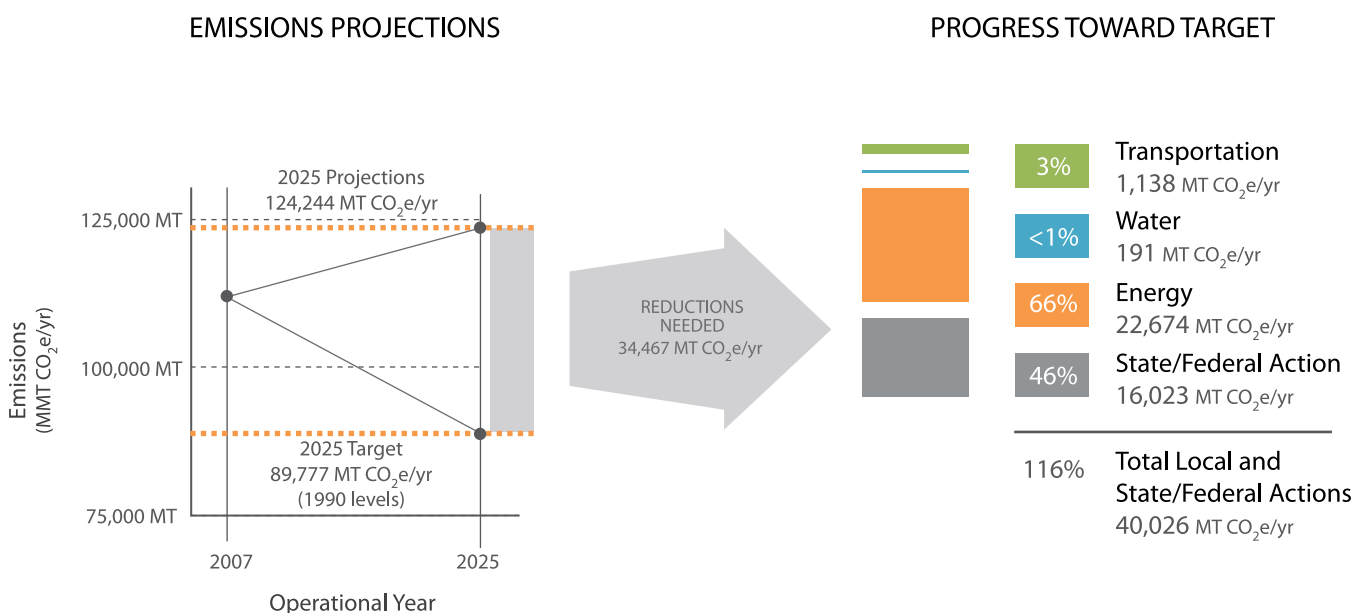 EMISSIONS PROJECTIONS
Emissions
(MMT CO₂e/yr)
125,000 MT
100,000 MT
75,000 MT
2025 Projections
124,244 MT CO₂e/yr
2025 Target
89,777 MT CO₂e/yr
(1990 levels)
2007
2025
Operational Year
REDUCTIONS
NEEDED
34,467 MT CO₂e/yr
PROGRESS TOWARD TARGET
3%
Transportation
1,138 MT CO₂e/yr
<1%
Water
191 MT CO₂e/yr
66%
Energy
22,674 MT CO₂e/yr
46%
State/Federal Action
16,023 MT CO₂e/yr
116%
Total Local and
State/Federal Actions
40,026 MT CO₂e/yr